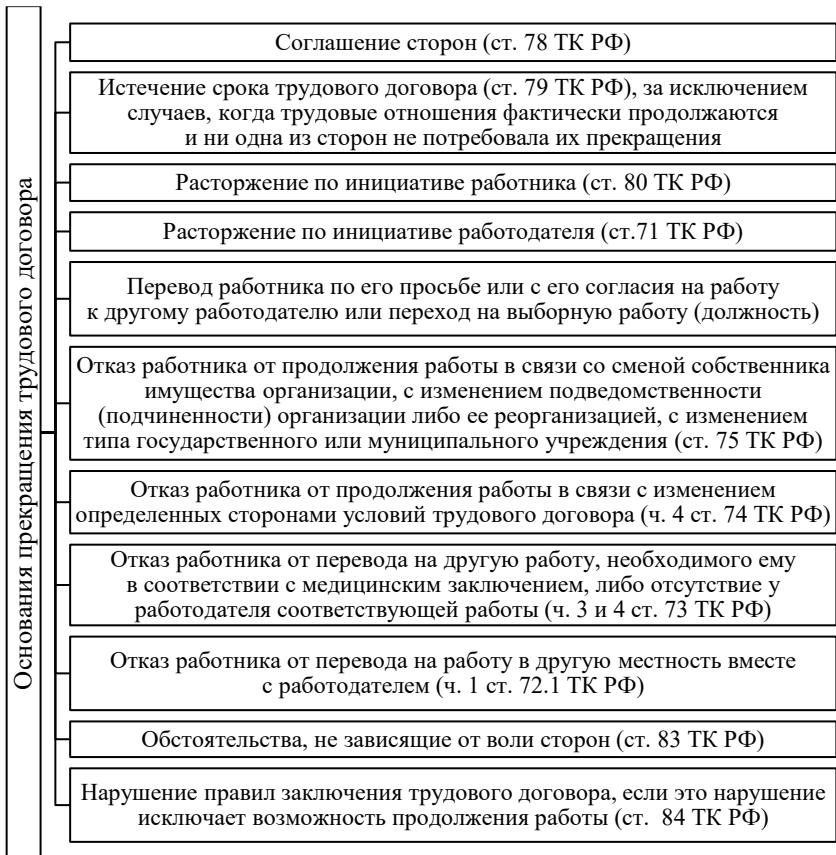 Основания прекращения трудового договора
Соглашение сторон (ст. 78 ТК РФ)
Истечение срока трудового договора (ст. 79 ТК РФ), за исключением
случаев, когда трудовые отношения фактически продолжаются
и ни одна из сторон не потребовала их прекращения
Расторжение по инициативе работника (ст. 80 ТК РФ)
Расторжение по инициативе работодателя (ст.71 ТК РФ)
Перевод работника по его просьбе или с его согласия на работу
к другому работодателю или переход на выборную работу (должность)
Отказ работника от продолжения работы в связи со сменой собственника
имущества организации, с изменением подведомственности
(подчиненности) организации либо ее реорганизацией, с изменением
типа государственного или муниципального учреждения (ст. 75 ТК РФ)
Отказ работника от продолжения работы в связи с изменением
определенных сторонами условий трудового договора (ч. 4 ст. 74 ТК РФ)
Отказ работника от перевода на другую работу, необходимого ему
в соответствии с медицинским заключением, либо отсутствие у
работодателя соответствующей работы (ч. 3 и 4 ст. 73 ТК РФ)
Отказ работника от перевода на работу в другую местность вместе
с работодателем (ч. 1 ст. 72.1 ТК РФ)
Обстоятельства, не зависящие от воли сторон (ст. 83 ТК РФ)
Нарушение правил заключения трудового договора, если это нарушение
исключает возможность продолжения работы (ст. 84 ТК РФ)